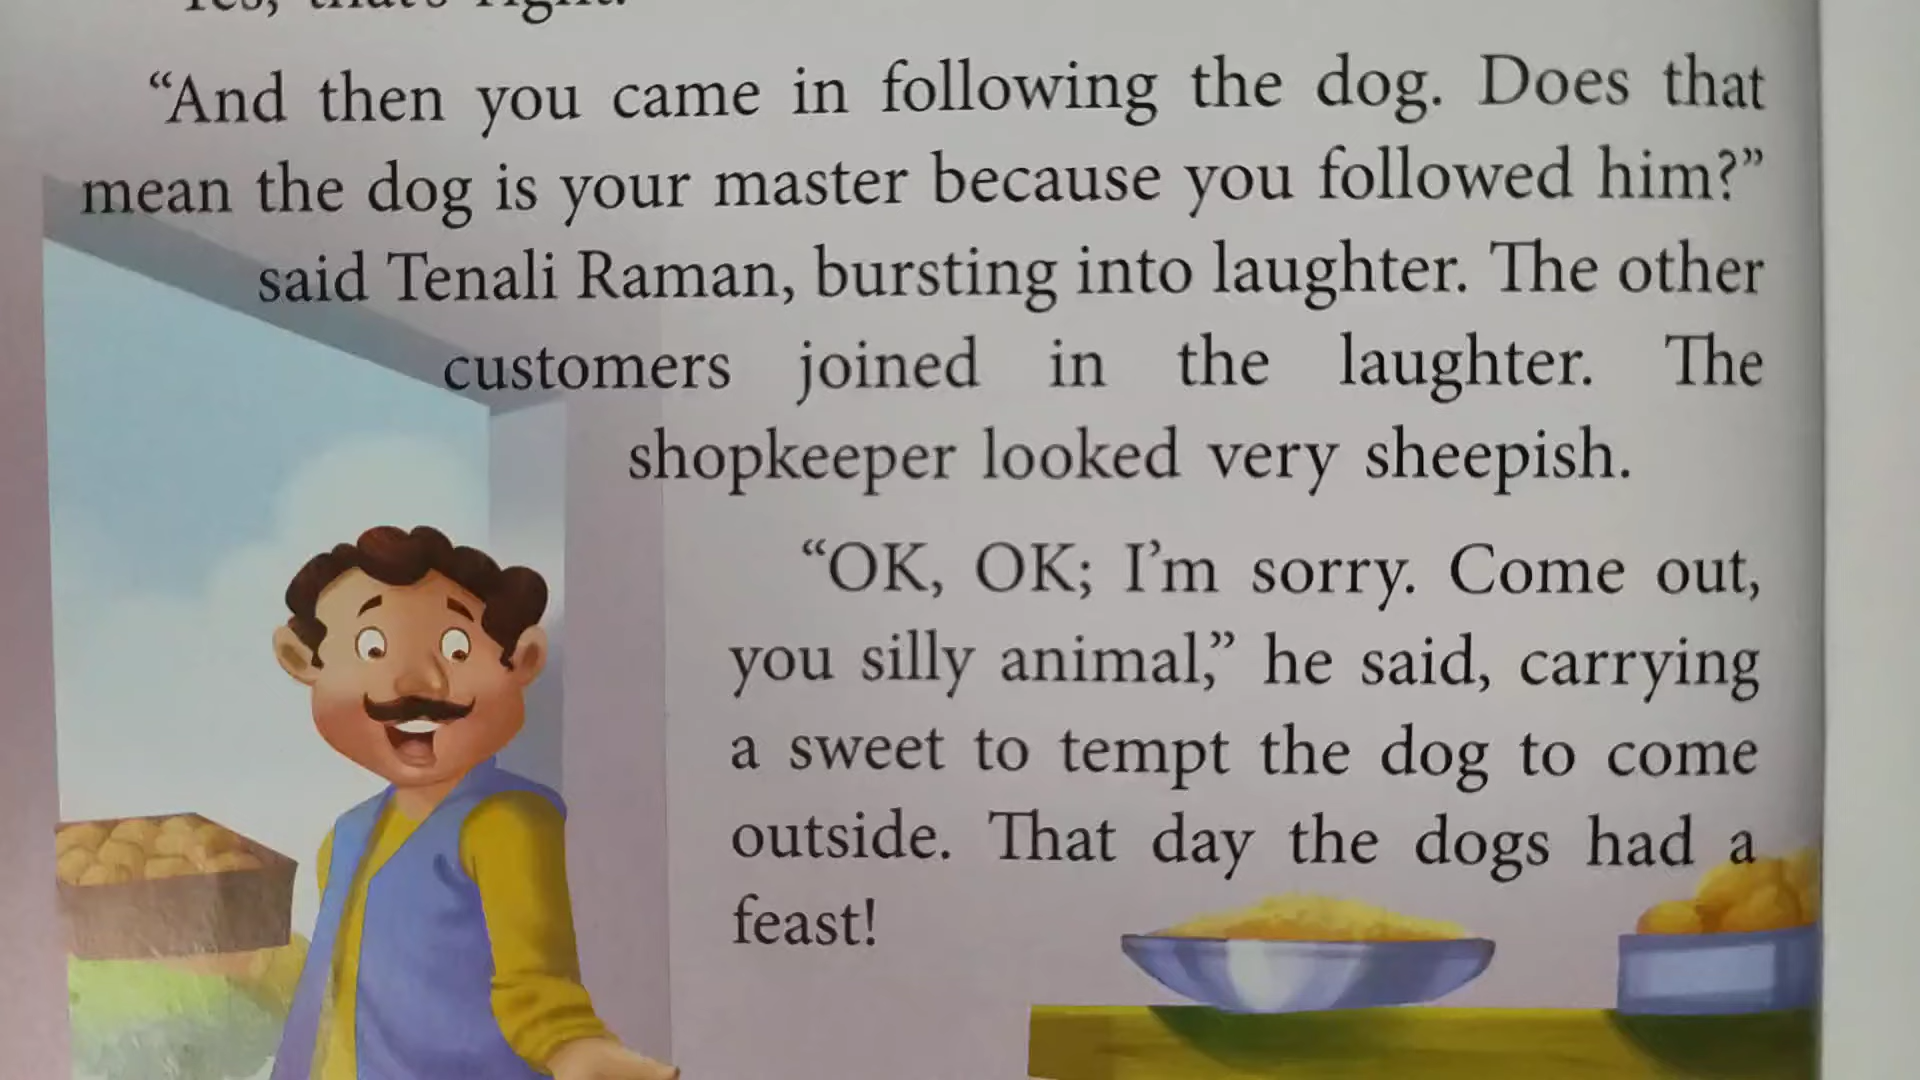 Yes, that's right.
“And then you came in following the dog. Does that
mean the dog is your master because you followed him?”
said Tenali Raman, bursting into laughter. The other
customers joined in the laughter. The
shopkeeper looked very sheepish.
“OK, OK; I’m sorry. Come out,
you silly animal,” he said, carrying
a sweet to tempt the dog to come
outside. That day the dogs had a
feast!